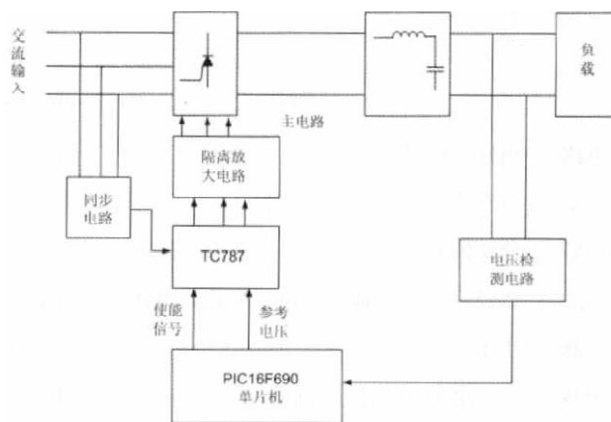 交
流
输
入
负
载
主电路
隔离放
大电路
同步
电路
TC787
电压检
测电路
使能
信号
参考
电压
PIC16F690
单片机